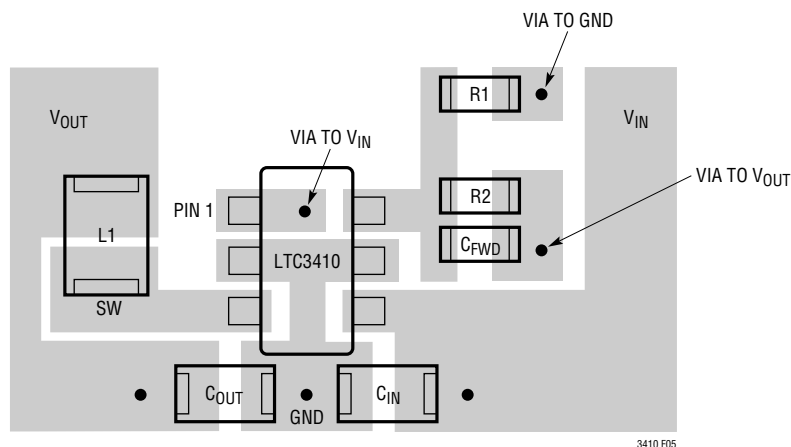 VIA TO GND
R1
VOUT
VIN
VIA TO VIN
VIA TO VOUT
R2
PIN 1
L1
CFWD
LTC3410
SW
COUT
CIN
GND
3410 F05